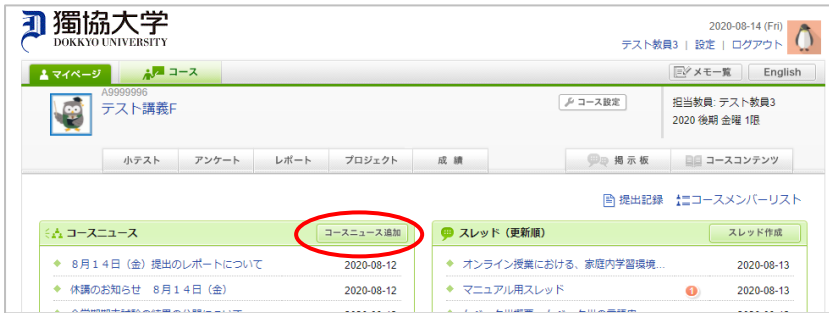 獨協大学
DOKKYO UNIVERSITY
2020-08-14 (Fri)
テスト教員3 | 設定 | ログアウト
マイページ
コース
メモ一覧
English
A9999996
テスト講義F
コース設定
担当教員: テスト教員3
2020 後期 金曜 1限
小テスト
アンケート
レポート
プロジェクト
成績
掲示板
コースコンテンツ
提出記録
コースメンバーリスト
コースニュース
コースニュース追加
8月14日（金）提出のレポートについて 2020-08-12
休講のお知らせ 8月14日（金） 2020-08-12
スレッド（更新順）
スレッド作成
オンライン授業における、家庭内学習環境... 2020-08-13
マニュアル用スレッド 1 2020-08-13